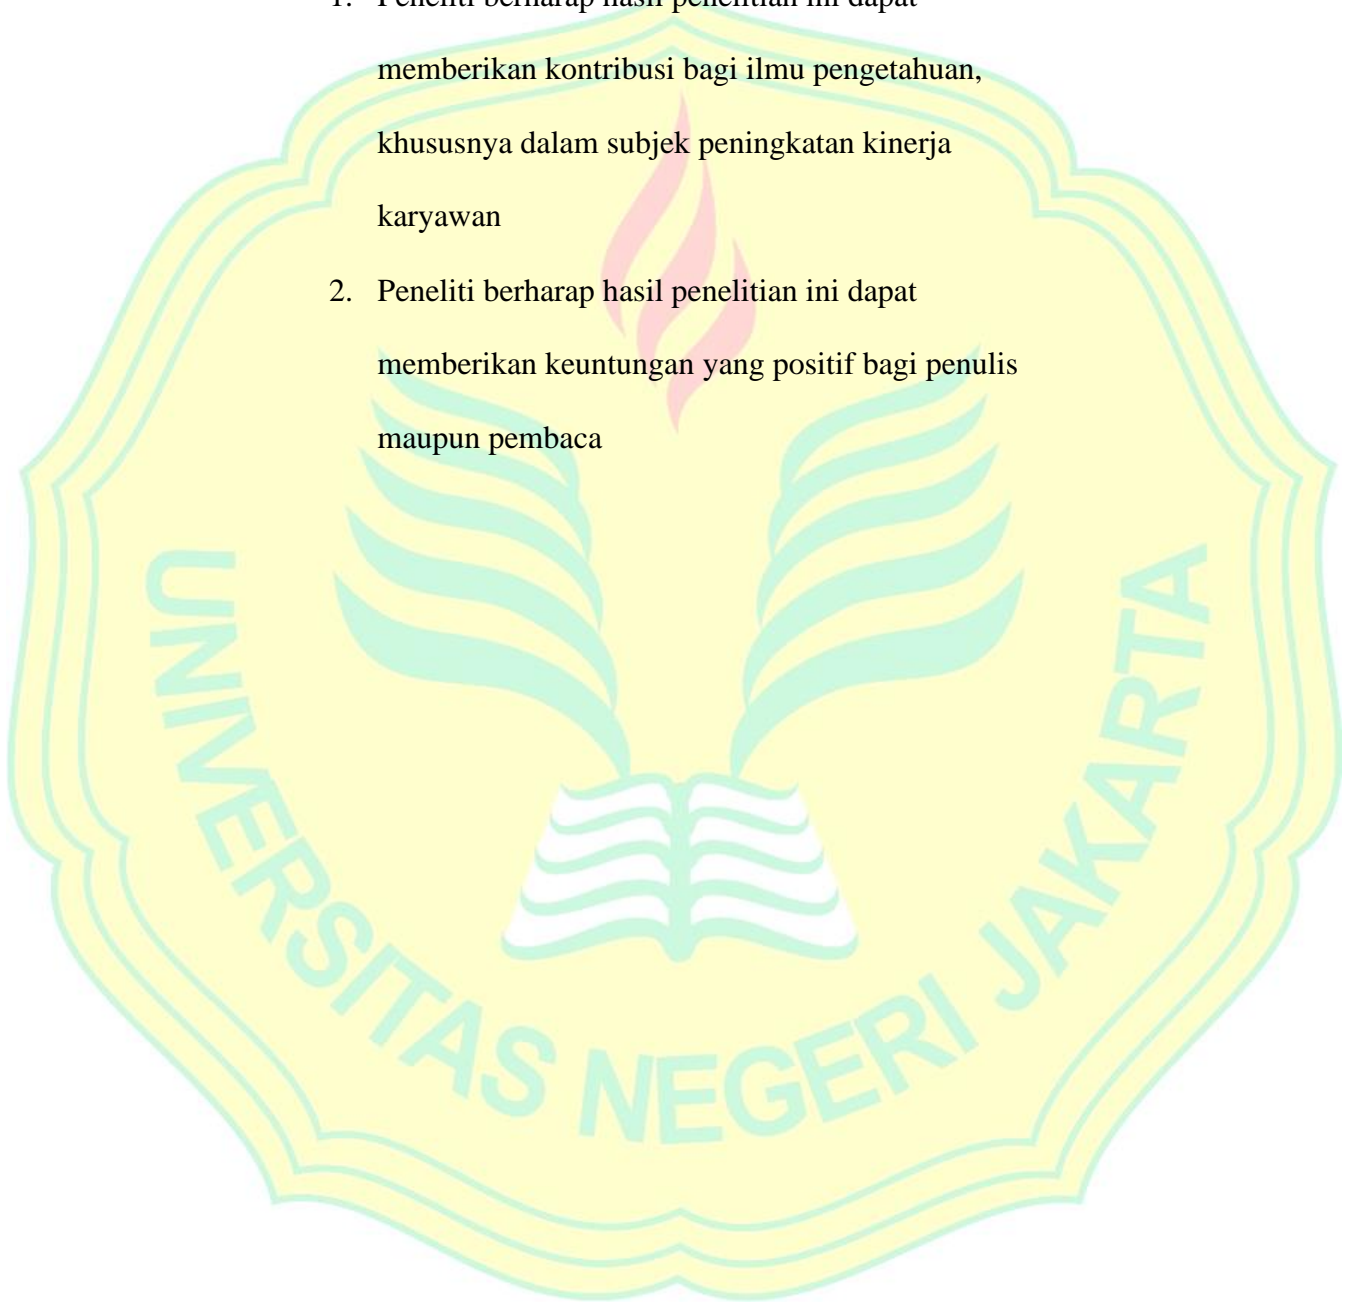 1. Peneliti berharap hasil penelitian ini dapat
memberikan kontribusi bagi ilmu pengetahuan,
khususnya dalam subjek peningkatan kinerja
karyawan
2. Peneliti berharap hasil penelitian ini dapat
memberikan keuntungan yang positif bagi penulis
maupun pembaca
UNIVERSITAS NEGERI JAKARTA